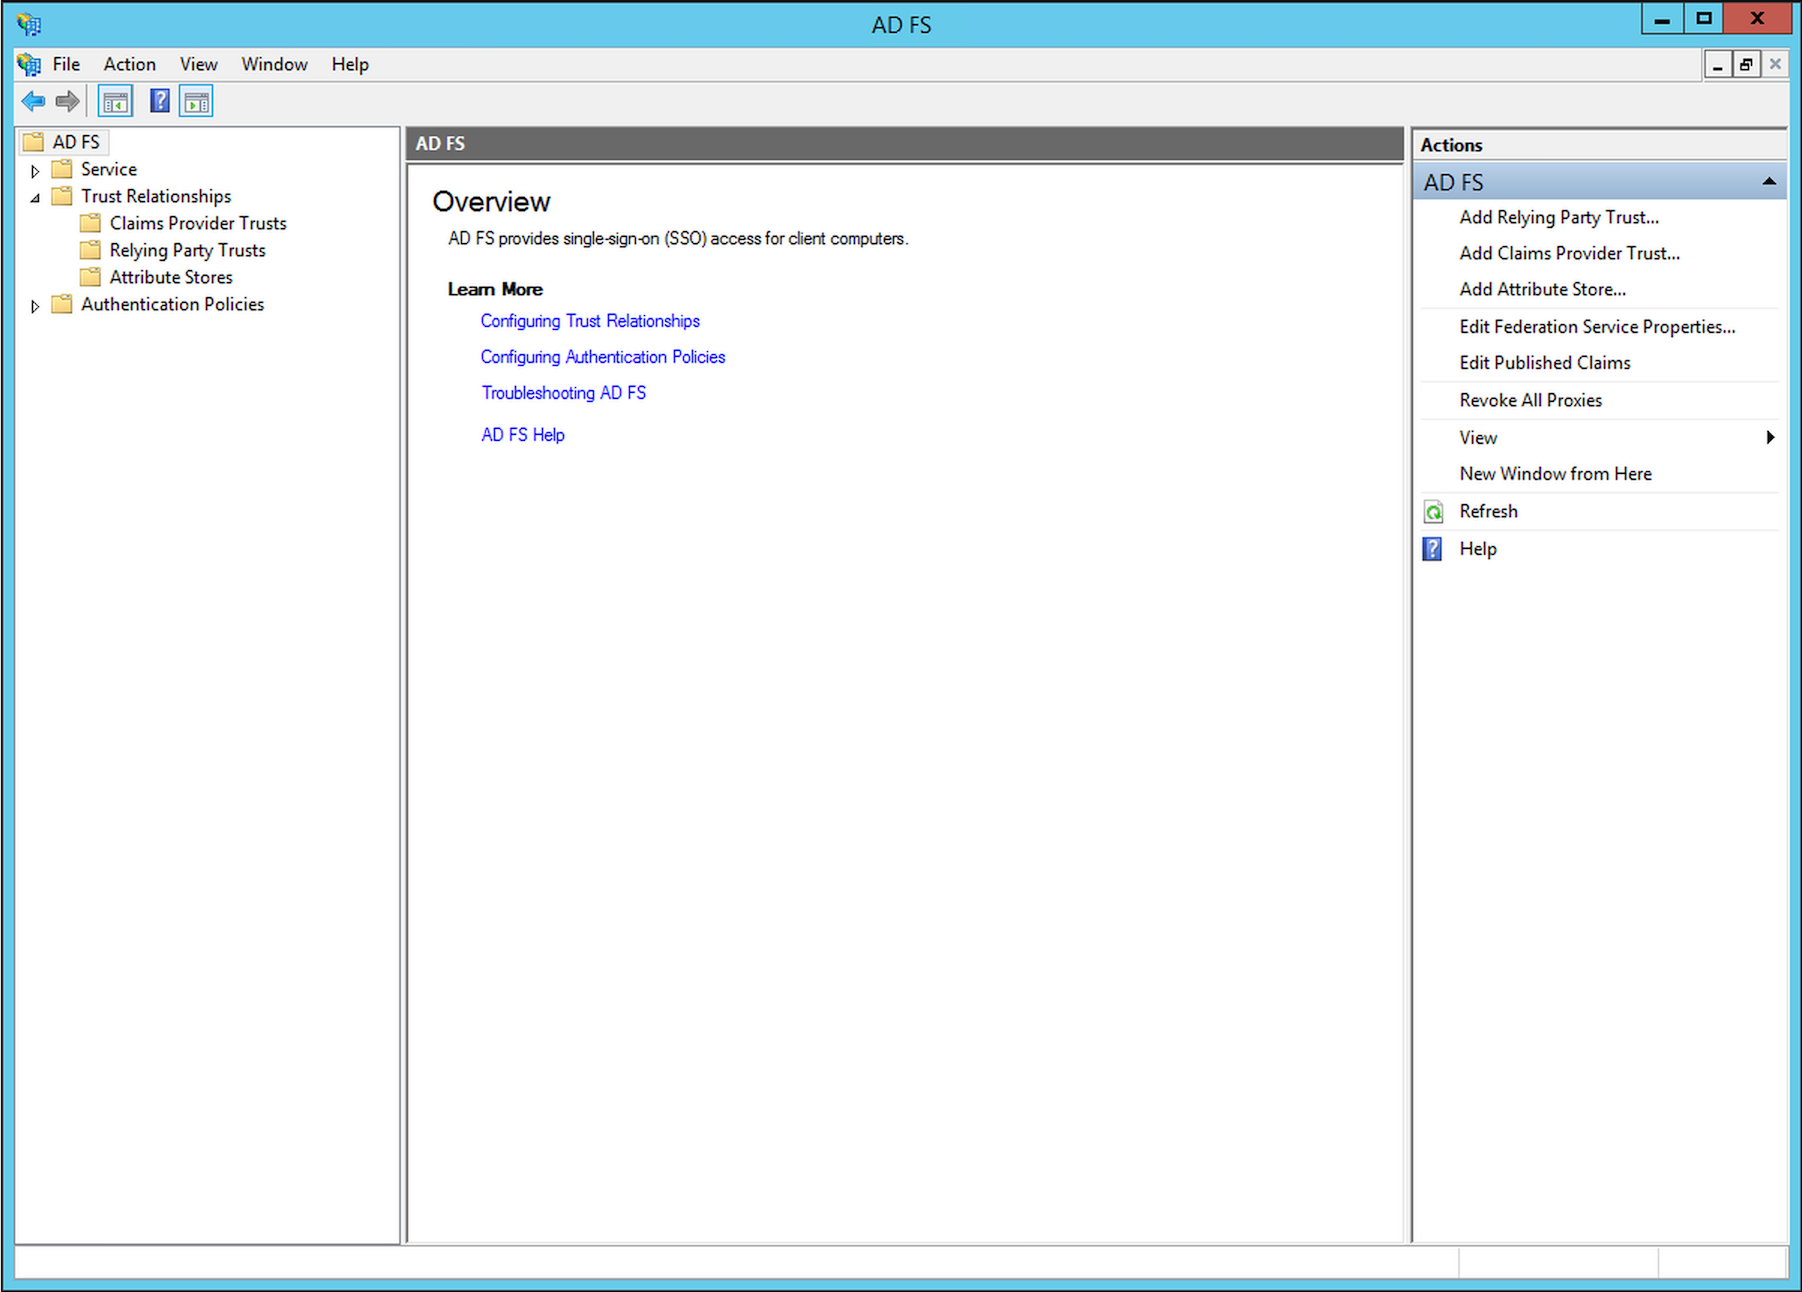 AD FS
File Action View Window Help
AD FS
Service
Trust Relationships
Claims Provider Trusts
Relying Party Trusts
Attribute Stores
Authentication Policies
AD FS
Overview
AD FS provides single-sign-on (SSO) access for client computers.
Learn More
Configuring Trust Relationships
Configuring Authentication Policies
Troubleshooting AD FS
AD FS Help
Actions
AD FS
Add Relying Party Trust...
Add Claims Provider Trust...
Add Attribute Store...
Edit Federation Service Properties...
Edit Published Claims
Revoke All Proxies
View
New Window from Here
Refresh
Help